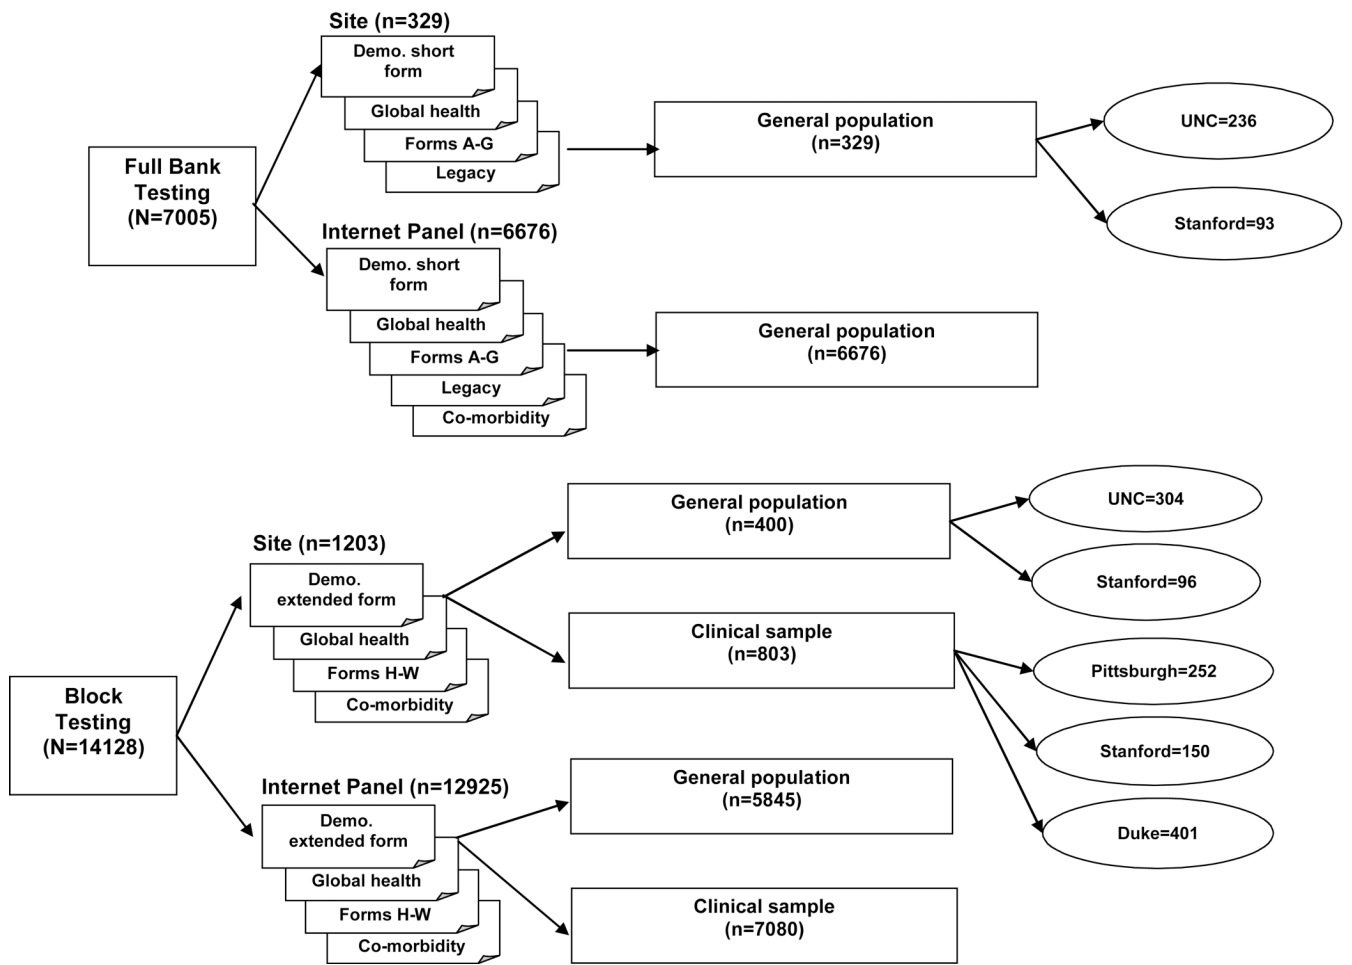 Site (n=329)
Demo. short
form
Global health
Forms A-G
Legacy
Full Bank
Testing
(N=7005)
General population
(n=329)
UNC=236
Stanford=93
Internet Panel (n=6676)
Demo. short
form
Global health
Forms A-G
Legacy
Co-morbidity
General population
(n=6676)
Block
Testing
(N=14128)
Site (n=1203)
Demo.
extended form
Global health
Forms H-W
Co-morbidity
General population
(n=400)
UNC=304
Stanford=96
Clinical sample
(n=803)
Pittsburgh=252
Stanford=150
Duke=401
Internet Panel (n=12925)
Demo.
extended form
Global health
Forms H-W
Co-morbidity
General population
(n=5845)
Clinical sample
(n=7080)